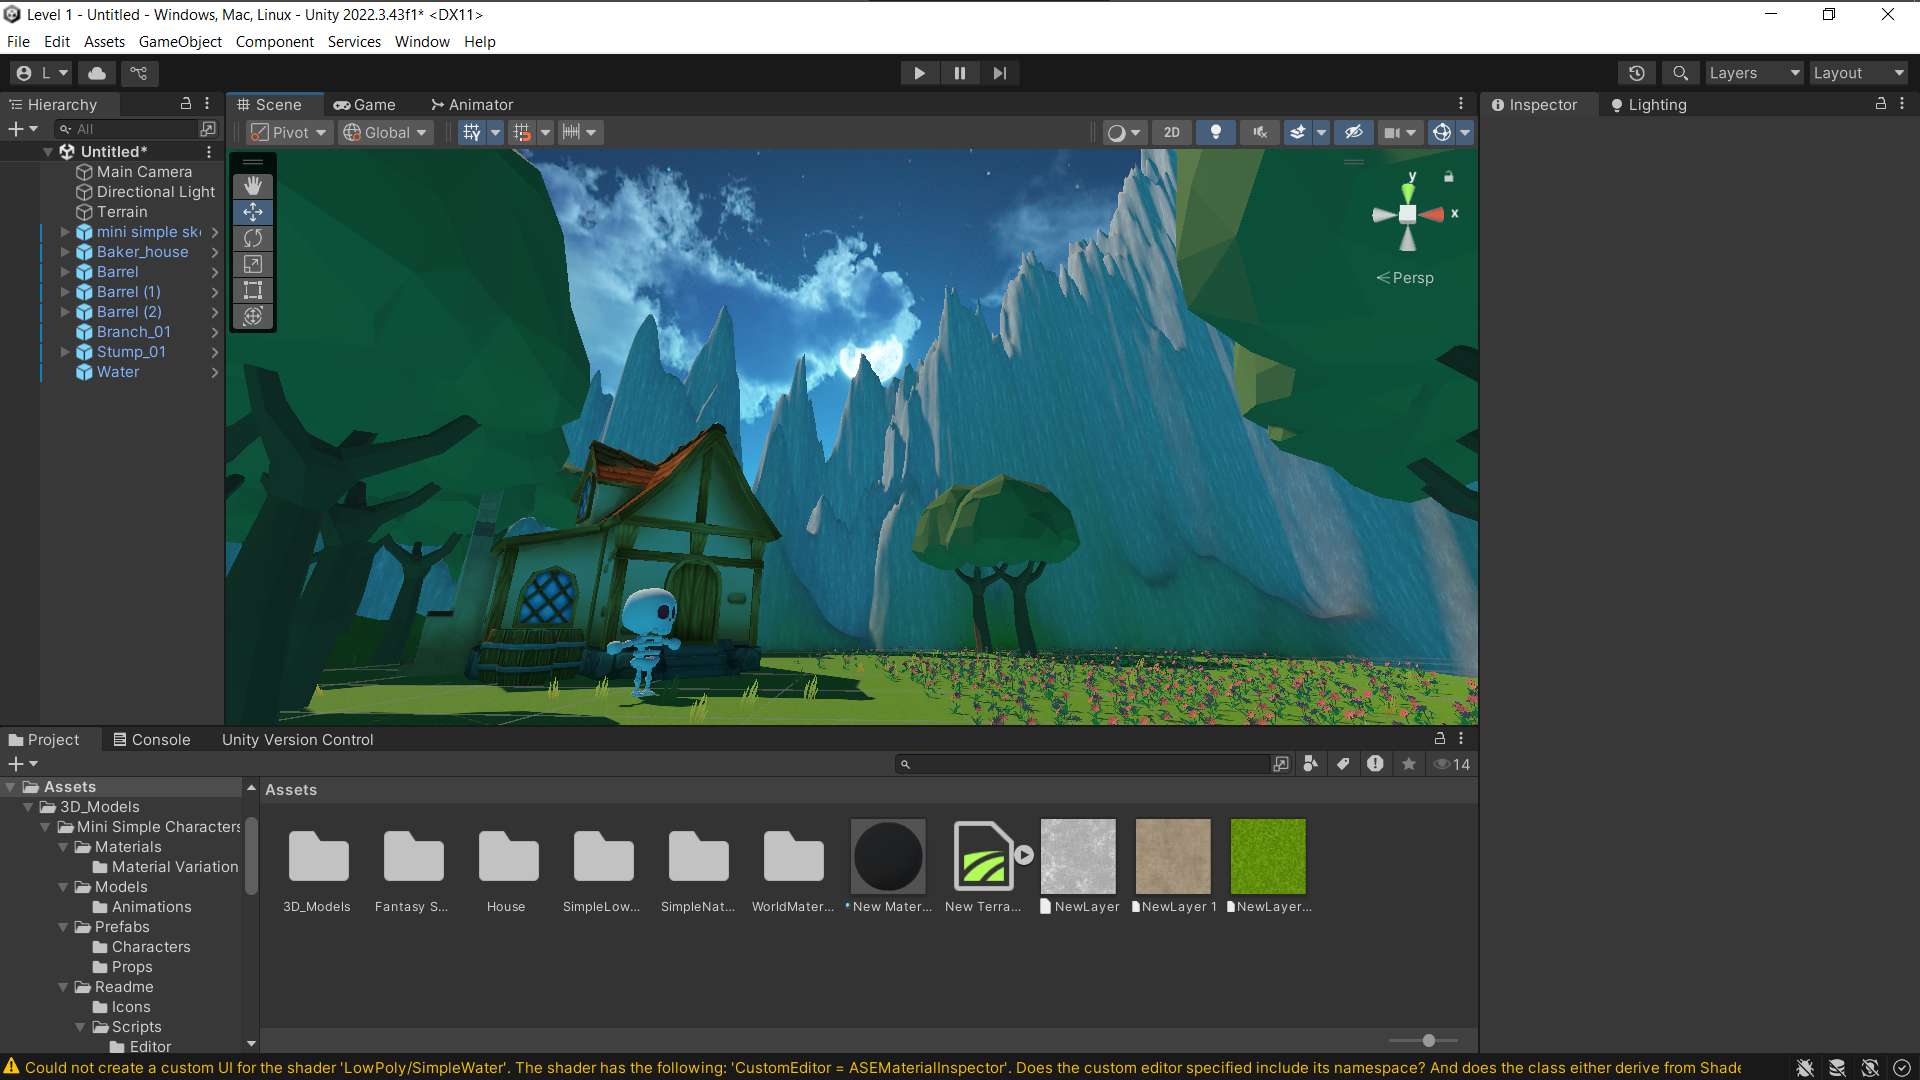 Level 1 - Untitled - Windows, Mac, Linux - Unity 2022.3.43f1* <DX11>
File Edit Assets GameObject Component Services Window Help
L
Layers
Layout
Hierarchy
All
Untitled*
Main Camera
Directional Light
Terrain
mini simple ske
Baker_house
Barrel
Barrel (1)
Barrel (2)
Branch_01
Stump_01
Water
Scene
Game
Animator
Pivot
Global
2D
y
x
Persp
Inspector
Lighting
Project
Console
Unity Version Control
14
Assets
3D_Models
Mini Simple Characters
Materials
Material Variation
Models
Animations
Prefabs
Characters
Props
Readme
Icons
Scripts
Editor
Assets
3D_Models
Fantasy S...
House
SimpleLow...
SimpleNat...
WorldMater...
New Mater...
New Terra...
NewLayer
NewLayer 1
NewLayer...
Could not create a custom UI for the shader 'LowPoly/SimpleWater'. The shader has the following: 'CustomEditor = ASEMaterialInspector'. Does the custom editor specified include its namespace? And does the class either derive from Shade